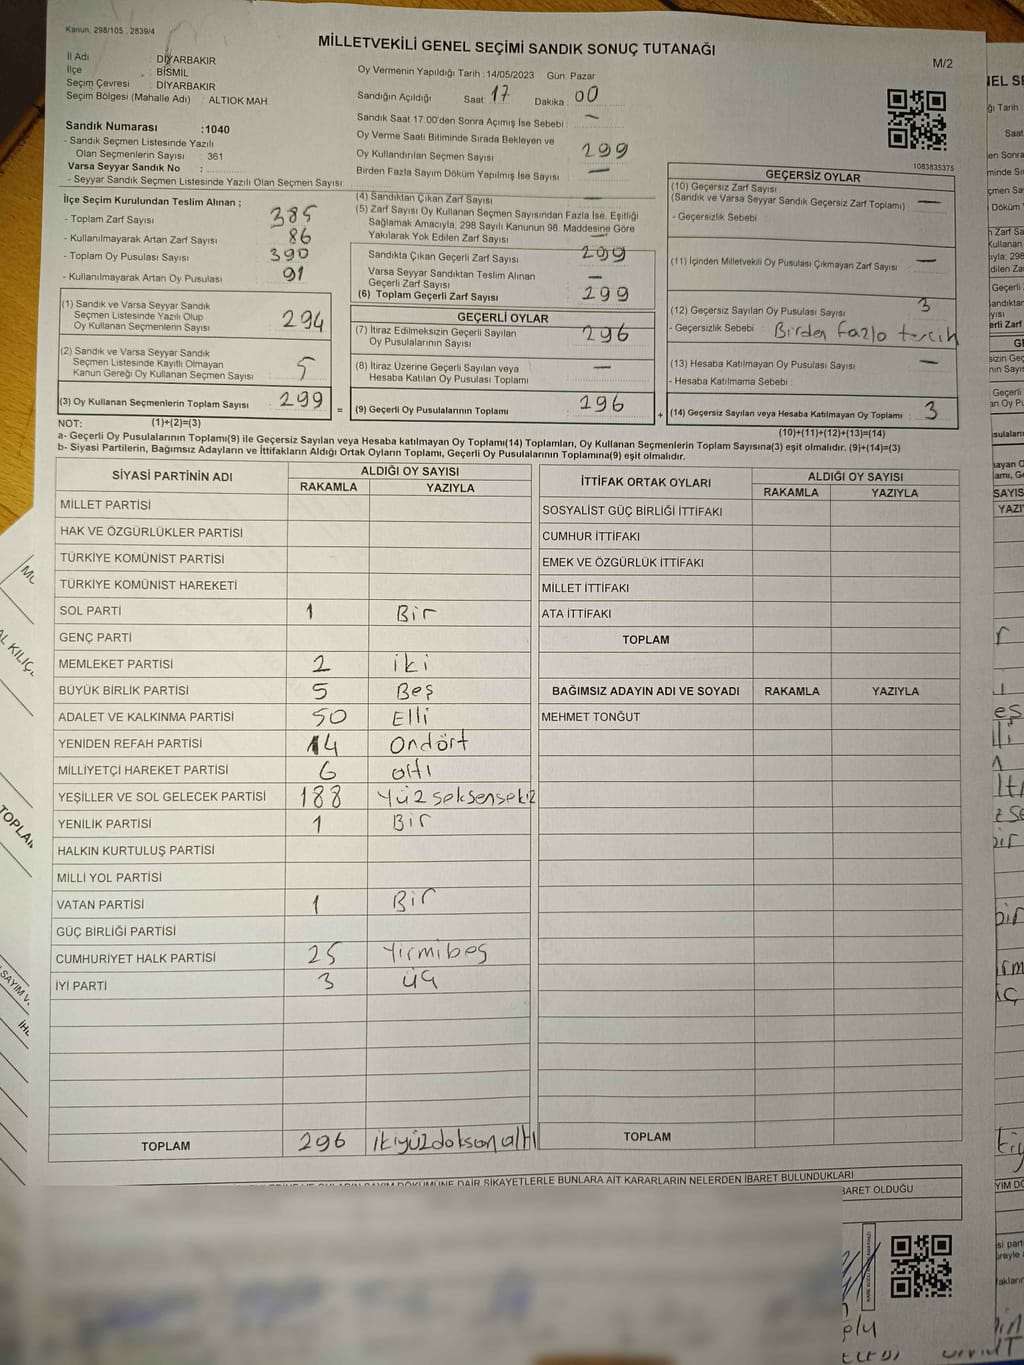 Kanun. 298/105 , 2839/4
MİLLETVEKİLİ GENEL SEÇİMİ SANDIK SONUÇ TUTANAĞI
M/2
İl Adı : DİYARBAKIR
İlçe : BİSMİL
Seçim Çevresi : DİYARBAKIR
Seçim Bölgesi (Mahalle Adı) : ALTIOK MAH.
Sandık Numarası :1040
- Sandık Seçmen Listesinde Yazılı
Olan Seçmenlerin Sayısı : 361
Varsa Seyyar Sandık No :
- Seyyar Sandık Seçmen Listesinde Yazılı Olan Seçmen Sayısı:
Oy Vermenin Yapıldığı Tarih : 14/05/2023 Gün: Pazar
Sandığın Açıldığı Saat: 17 Dakika 00
Sandık Saat 17.00'den Sonra Açımış İse Sebebi : —
Oy Verme Saati Bitiminde Sırada Bekleyen ve
Oy Kullandırılan Seçmen Sayısı 299
Birden Fazla Sayım Döküm Yapılmış İse Sayısı —
1083835375
İlçe Seçim Kurulundan Teslim Alınan ;
- Toplam Zarf Sayısı 385
- Kullanılmayarak Artan Zarf Sayısı 86
- Toplam Oy Pusulası Sayısı 390
- Kullanılmayarak Artan Oy Pusulası 91
(1) Sandık ve Varsa Seyyar Sandık
Seçmen Listesinde Yazılı Olup
Oy Kullanan Seçmenlerin Sayısı 294
(2) Sandık ve Varsa Seyyar Sandık
Seçmen Listesinde Kayıtlı Olmayan
Kanun Gereği Oy Kullanan Seçmen Sayısı 5
(3) Oy Kullanan Seçmenlerin Toplam Sayısı 299 =
(1)+(2)=(3)
(4) Sandıktan Çıkan Zarf Sayısı —
(5) Zarf Sayısı Oy Kullanan Seçmen Sayısından Fazla İse, Eşitliği
Sağlamak Amacıyla, 298 Sayılı Kanunun 98. Maddesine Göre
Yakılarak Yok Edilen Zarf Sayısı —
Sandıkta Çıkan Geçerli Zarf Sayısı 299
Varsa Seyyar Sandıktan Teslim Alınan
Geçerli Zarf Sayısı —
(6) Toplam Geçerli Zarf Sayısı 299
GEÇERLİ OYLAR
(7) İtiraz Edilmeksizin Geçerli Sayılan
Oy Pusulalarının Sayısı 296
(8) İtiraz Üzerine Geçerli Sayılan veya
Hesaba Katılan Oy Pusulası Toplamı —
(9) Geçerli Oy Pusulalarının Toplamı 296 +
GEÇERSİZ OYLAR
(10) Geçersiz Zarf Sayısı
(Sandık ve Varsa Seyyar Sandık Geçersiz Zarf Toplamı) —
- Geçersizlik Sebebi :
(11) İçinden Milletvekili Oy Pusulası Çıkmayan Zarf Sayısı —
(12) Geçersiz Sayılan Oy Pusulası Sayısı 3
- Geçersizlik Sebebi : Birden fazla tercih
(13) Hesaba Katılmayan Oy Pusulası Sayısı —
- Hesaba Katılmama Sebebi :
(14) Geçersiz Sayılan veya Hesaba Katılmayan Oy Toplamı 3
(10)+(11)+(12)+(13)=(14)
NOT:
a- Geçerli Oy Pusulalarının Toplamı(9) ile Geçersiz Sayılan veya Hesaba katılmayan Oy Toplamı(14) Toplamları, Oy Kullanan Seçmenlerin Toplam Sayısına(3) eşit olmalıdır. (9)+(14)=(3)
b- Siyasi Partilerin, Bağımsız Adayların ve İttifakların Aldığı Ortak Oyların Toplamı, Geçerli Oy Pusulalarının Toplamına(9) eşit olmalıdır.
SİYASİ PARTİNİN ADI ALDIĞI OY SAYISI
RAKAMLA YAZIYLA
MİLLET PARTİSİ
HAK VE ÖZGÜRLÜKLER PARTİSİ
TÜRKİYE KOMÜNİST PARTİSİ
TÜRKİYE KOMÜNİST HAREKETİ
SOL PARTİ 1 Bir
GENÇ PARTİ
MEMLEKET PARTİSİ 2 iki
BÜYÜK BİRLİK PARTİSİ 5 Beş
ADALET VE KALKINMA PARTİSİ 50 Elli
YENİDEN REFAH PARTİSİ 14 Ondört
MİLLİYETÇİ HAREKET PARTİSİ 6 altı
YEŞİLLER VE SOL GELECEK PARTİSİ 188 Yüzseksensekiz
YENİLİK PARTİSİ 1 Bir
HALKIN KURTULUŞ PARTİSİ
MİLLİ YOL PARTİSİ
VATAN PARTİSİ 1 Bir
GÜÇ BİRLİĞİ PARTİSİ
CUMHURİYET HALK PARTİSİ 25 Yirmibeş
İYİ PARTİ 3 üç
TOPLAM 296 ikiyüzdoksanaltı
İTTİFAK ORTAK OYLARI ALDIĞI OY SAYISI
RAKAMLA YAZIYLA
SOSYALİST GÜÇ BİRLİĞİ İTTİFAKI
CUMHUR İTTİFAKI
EMEK VE ÖZGÜRLÜK İTTİFAKI
MİLLET İTTİFAKI
ATA İTTİFAKI
TOPLAM
BAĞIMSIZ ADAYIN ADI VE SOYADI RAKAMLA YAZIYLA
MEHMET TONĞUT
TOPLAM
DAİR ŞİKAYETLERLE BUNLARA AİT KARARLARIN NELERDEN İBARET BULUNDUKLARI
BARET OLDUĞU